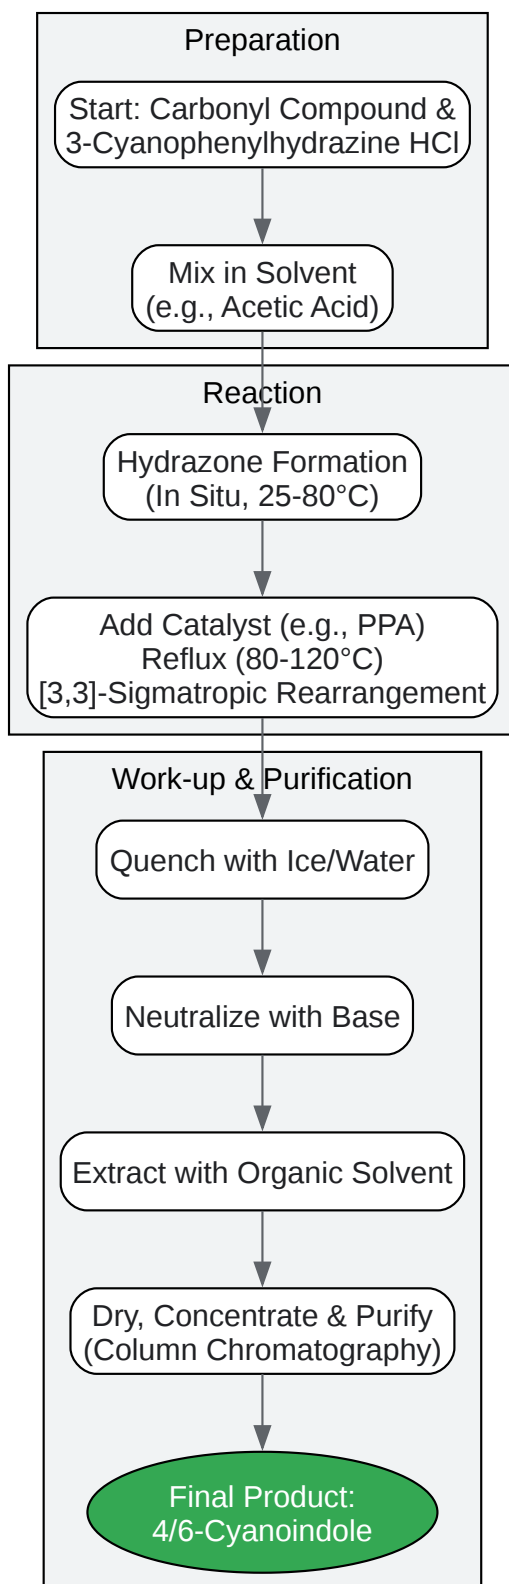 Preparation
Start: Carbonyl Compound &
3-Cyanophenylhydrazine HCl
Mix in Solvent
(e.g., Acetic Acid)
Reaction
Hydrazone Formation
(In Situ, 25-80°C)
Add Catalyst (e.g., PPA)
Reflux (80-120°C)
[3,3]-Sigmatropic Rearrangement
Work-up & Purification
Quench with Ice/Water
Neutralize with Base
Extract with Organic Solvent
Dry, Concentrate & Purify
(Column Chromatography)
Final Product:
4/6-Cyanoindole